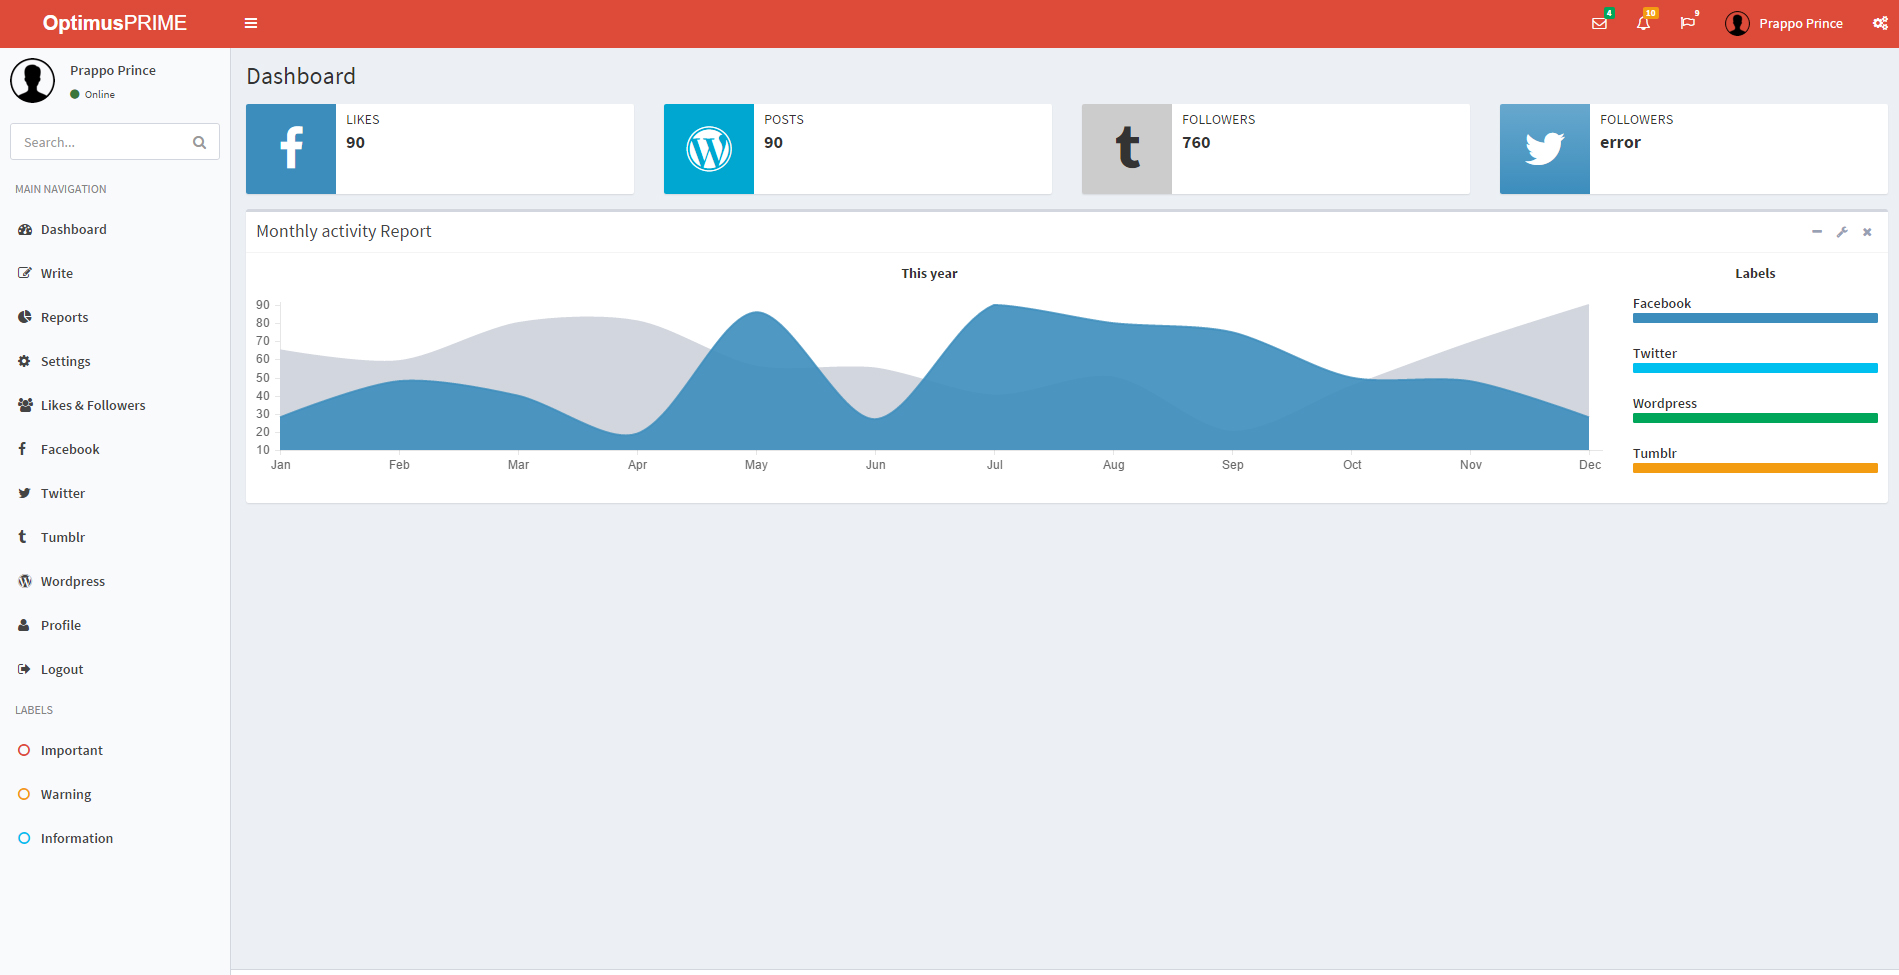 OptimusPRIME
4
10
9
Prappo Prince
Prappo Prince
Online
Search...
MAIN NAVIGATION
Dashboard
Write
Reports
Settings
Likes & Followers
Facebook
Twitter
Tumblr
Wordpress
Profile
Logout
LABELS
Important
Warning
Information
Dashboard
LIKES
90
POSTS
90
FOLLOWERS
760
FOLLOWERS
error
Monthly activity Report
This year
90
80
70
60
50
40
30
20
10
Jan Feb Mar Apr May Jun Jul Aug Sep Oct Nov Dec
Labels
Facebook
Twitter
Wordpress
Tumblr